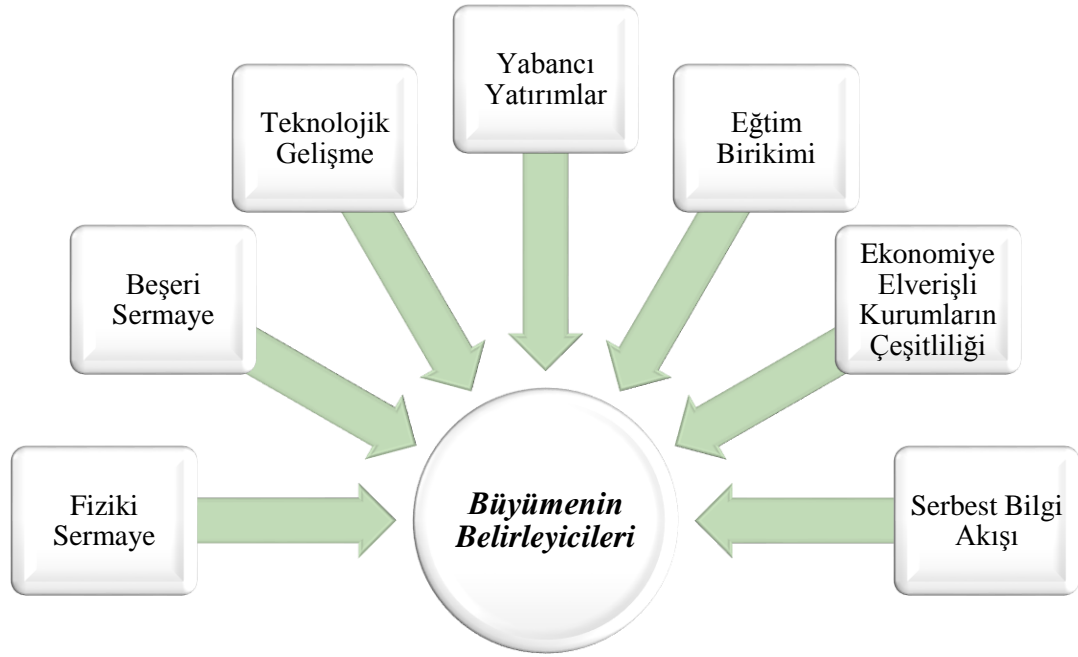 Yabancı
Yatırımlar
Teknolojik
Gelişme
Eğtim
Birikimi
Beşeri
Sermaye
Ekonomiye
Elverişli
Kurumların
Çeşitliliği
Fiziki
Sermaye
Büyümenin
Belirleyicileri
Serbest Bilgi
Akışı